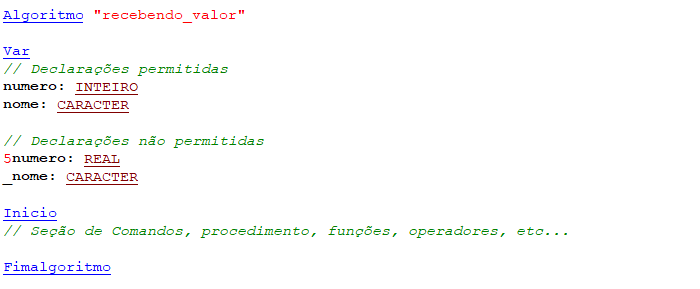 Algoritmo "recebendo_valor"
Var
// Declarações permitidas
numero: INTEIRO
nome: CARACTER
// Declarações não permitidas
5numero: REAL
_nome: CARACTER
Inicio
// Seção de Comandos, procedimento, funções, operadores, etc...
Fimalgoritmo